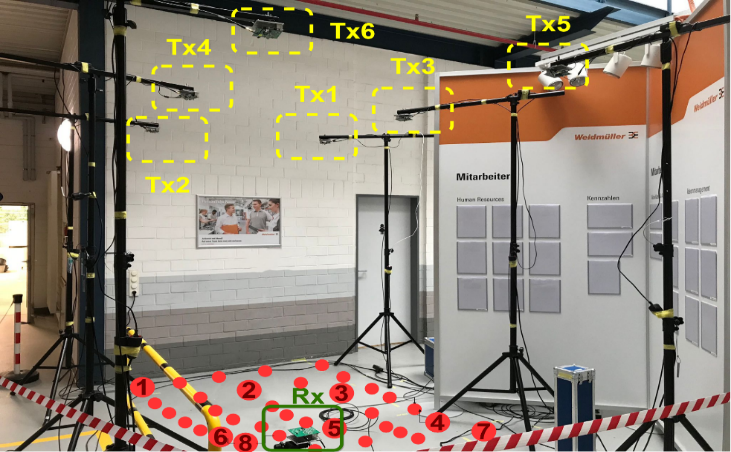 Tx6
Tx5
Tx4
Tx3
Tx1
Tx2
Weidmüller
Mitarbeiter
Human Resources
Kennzahlen
Rx
1
2
3
4
5
6
7
8